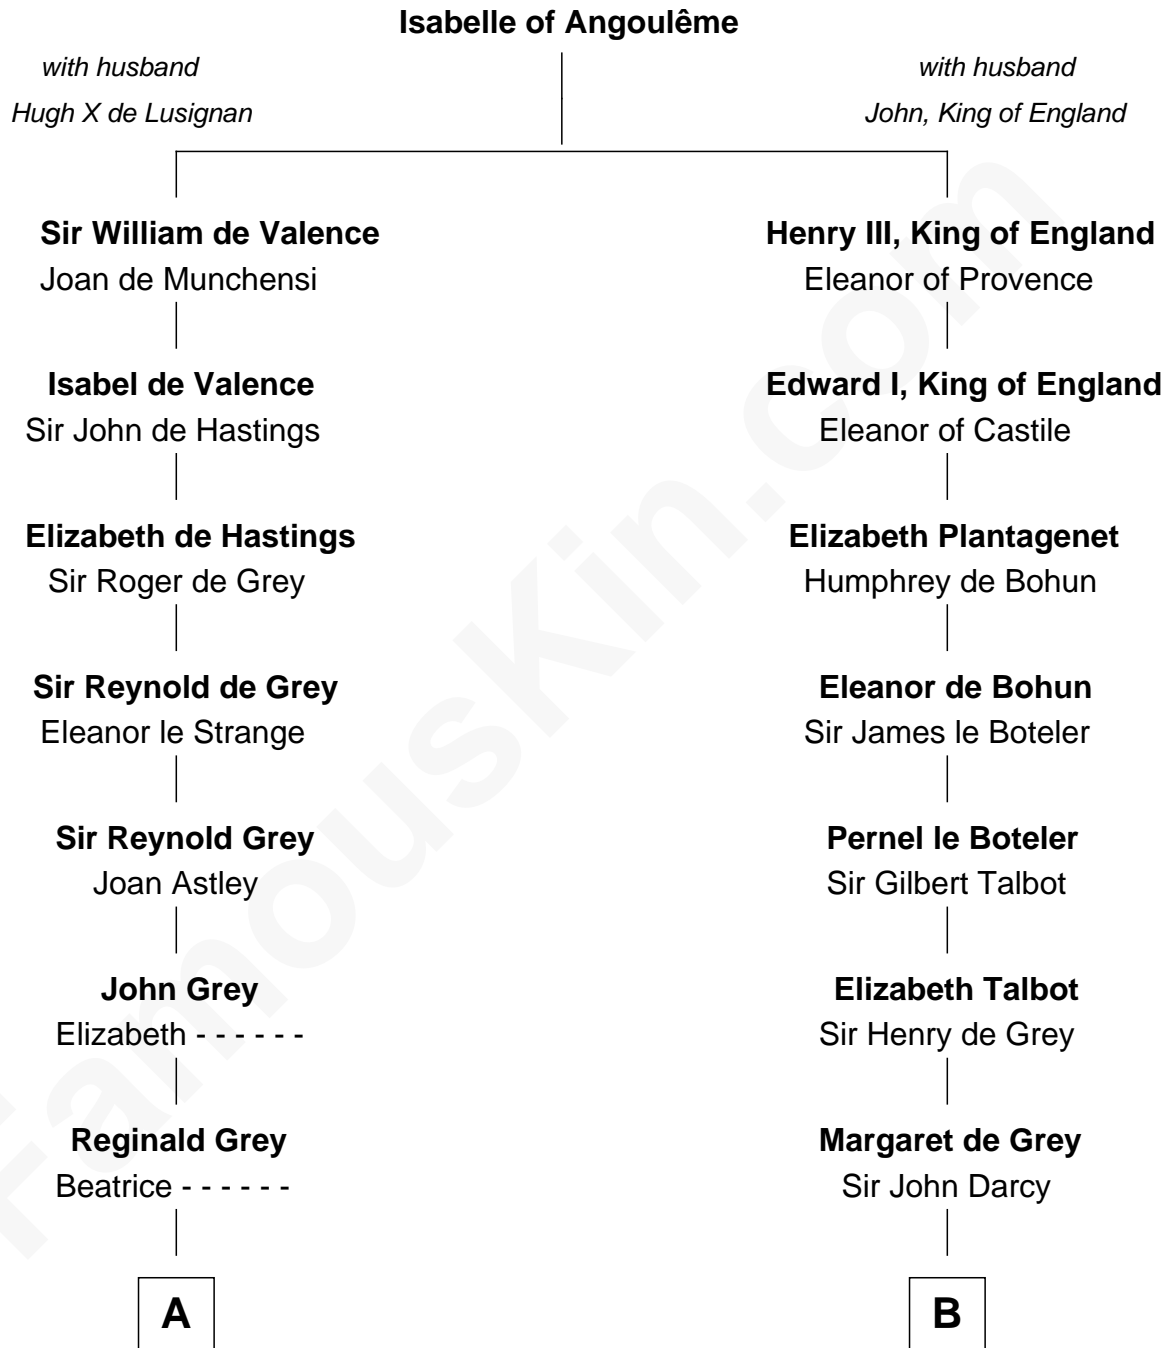 Isabelle of Angoulême
with husband
Hugh X de Lusignan
with husband
John, King of England
Sir William de Valence
Joan de Munchensi
Henry III, King of England
Eleanor of Provence
Isabel de Valence
Sir John de Hastings
Edward I, King of England
Eleanor of Castile
Elizabeth de Hastings
Sir Roger de Grey
Elizabeth Plantagenet
Humphrey de Bohun
Sir Reynold de Grey
Eleanor le Strange
Eleanor de Bohun
Sir James le Boteler
Sir Reynold Grey
Joan Astley
Pernel le Boteler
Sir Gilbert Talbot
John Grey
Elizabeth - - - - - -
Elizabeth Talbot
Sir Henry de Grey
Reginald Grey
Beatrice - - - - - -
Margaret de Grey
Sir John Darcy
A
B
FamousKin.com